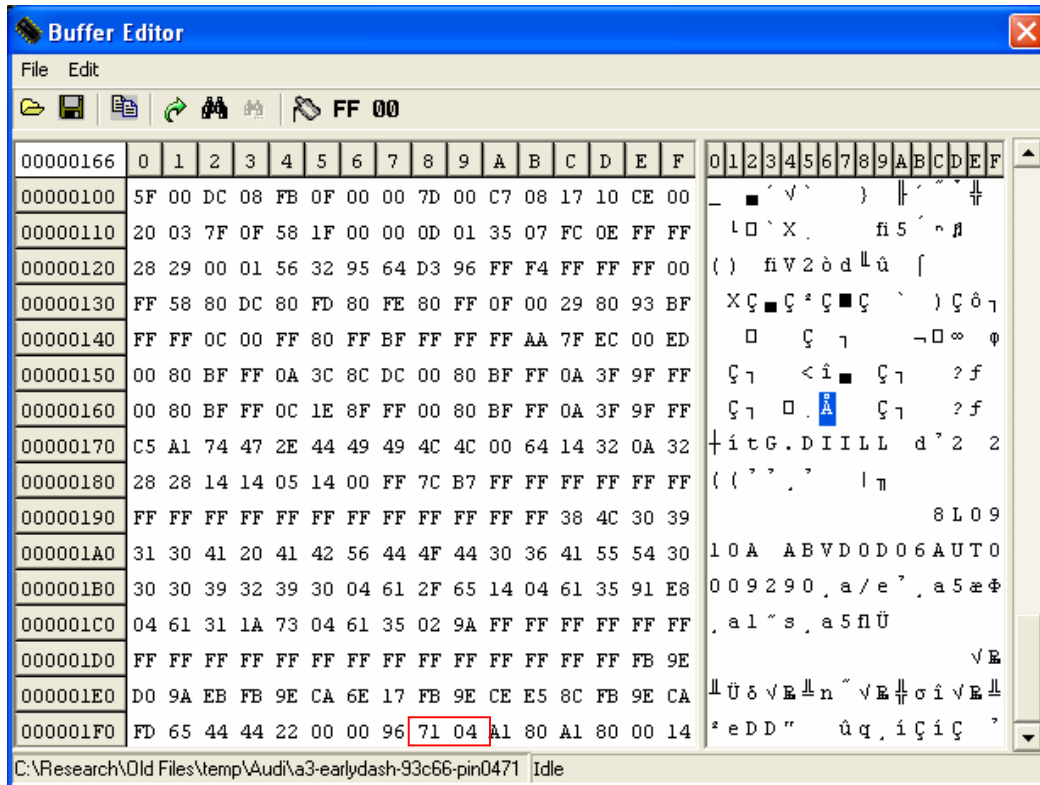 Buffer Editor
File Edit
FF 00
00000166 0 1 2 3 4 5 6 7 8 9 A B C D E F 0 1 2 3 4 5 6 7 8 9 A B C D E F
00000100 5F 00 DC 08 FB 0F 00 00 7D 00 C7 08 17 10 CE 00
00000110 20 03 7F 0F 58 1F 00 00 0D 01 35 07 FC 0E FF FF
00000120 28 29 00 01 56 32 95 64 D3 96 FF F4 FF FF FF 00
00000130 FF 58 80 DC 80 FD 80 FE 80 FF 0F 00 29 80 93 BF
00000140 FF FF 0C 00 FF 80 FF BF FF FF FF AA 7F EC 00 ED
00000150 00 80 BF FF 0A 3C 8C DC 00 80 BF FF 0A 3F 9F FF
00000160 00 80 BF FF 0C 1E 8F FF 00 80 BF FF 0A 3F 9F FF
00000170 C5 A1 74 47 2E 44 49 49 4C 4C 00 64 14 32 0A 32
00000180 28 28 14 14 05 14 00 FF 7C B7 FF FF FF FF FF FF
00000190 FF FF FF FF FF FF FF FF FF FF FF FF 38 4C 30 39 8L09
000001A0 31 30 41 20 41 42 56 44 4F 44 30 36 41 55 54 30 10A ABVDOD06AUT0
000001B0 30 30 39 32 39 30 04 61 2F 65 14 04 61 35 91 E8
000001C0 04 61 31 1A 73 04 61 35 02 9A FF FF FF FF FF FF
000001D0 FF FF FF FF FF FF FF FF FF FF FF FF FF FF FB 9E
000001E0 D0 9A EB FB 9E CA 6E 17 FB 9E CE E5 8C FB 9E CA
000001F0 FD 65 44 44 22 00 00 96 71 04 A1 80 A1 80 00 14
C:\Research\Old Files\temp\Audi\a3-earlydash-93c66-pin0471 Idle